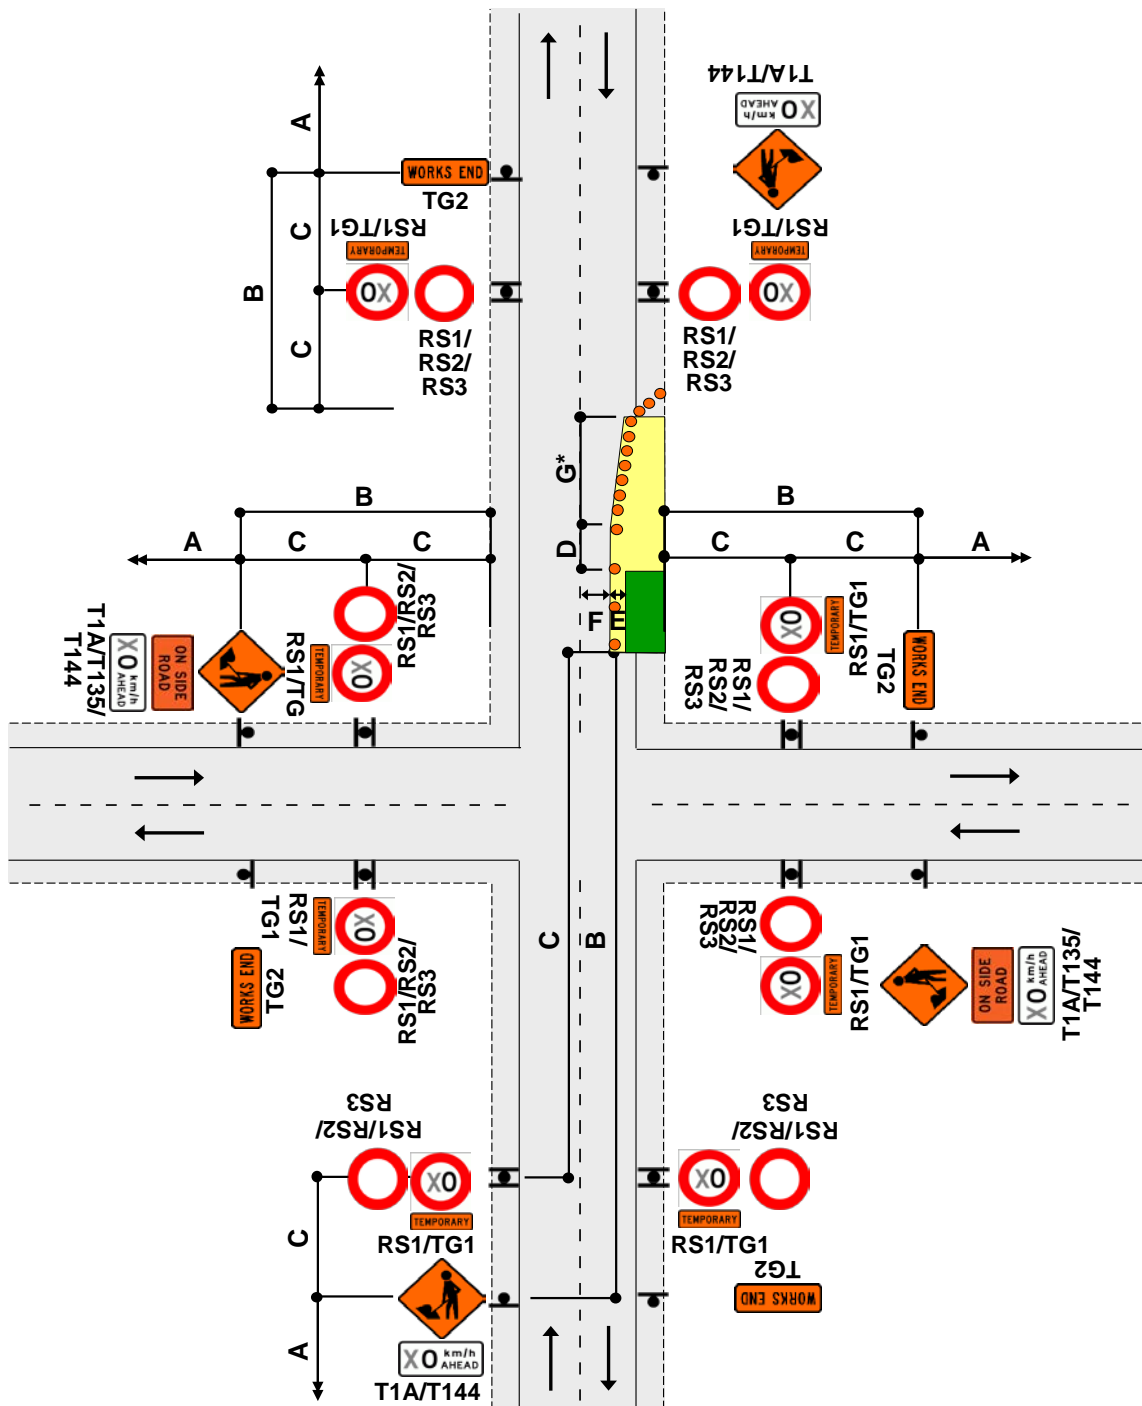 T1A/T144
X0 km/h
AHEAD
A
WORKS END
TG2
C
RS1/TG1
TEMPORARY
X0
RS1/TG1
TEMPORARY
X0
B
C
RS1/
RS2/
RS3
RS1/
RS2/
RS3
G*
D
F
E
B
A
C
C
B
C
C
A
T1A/T135/
T144
X0 km/h
AHEAD
ON SIDE
ROAD
RS1/TG
TEMPORARY
X0
RS1/RS2/
RS3
RS1/
RS2/
RS3
X0
TEMPORARY
RS1/TG1
TG2
WORKS END
C
B
WORKS END
TG2
RS1/
TG1
TEMPORARY
X0
RS1/RS2/
RS3
RS1/
RS2/
RS3
X0
TEMPORARY
RS1/TG1
ON SIDE
ROAD
X0 km/h
AHEAD
T1A/T135/
T144
RS1/RS2/
RS3
X0
TEMPORARY
RS1/TG1
C
RS1/RS2/
RS3
X0
TEMPORARY
RS1/TG1
TG2
WORKS END
A
X0 km/h
AHEAD
T1A/T144